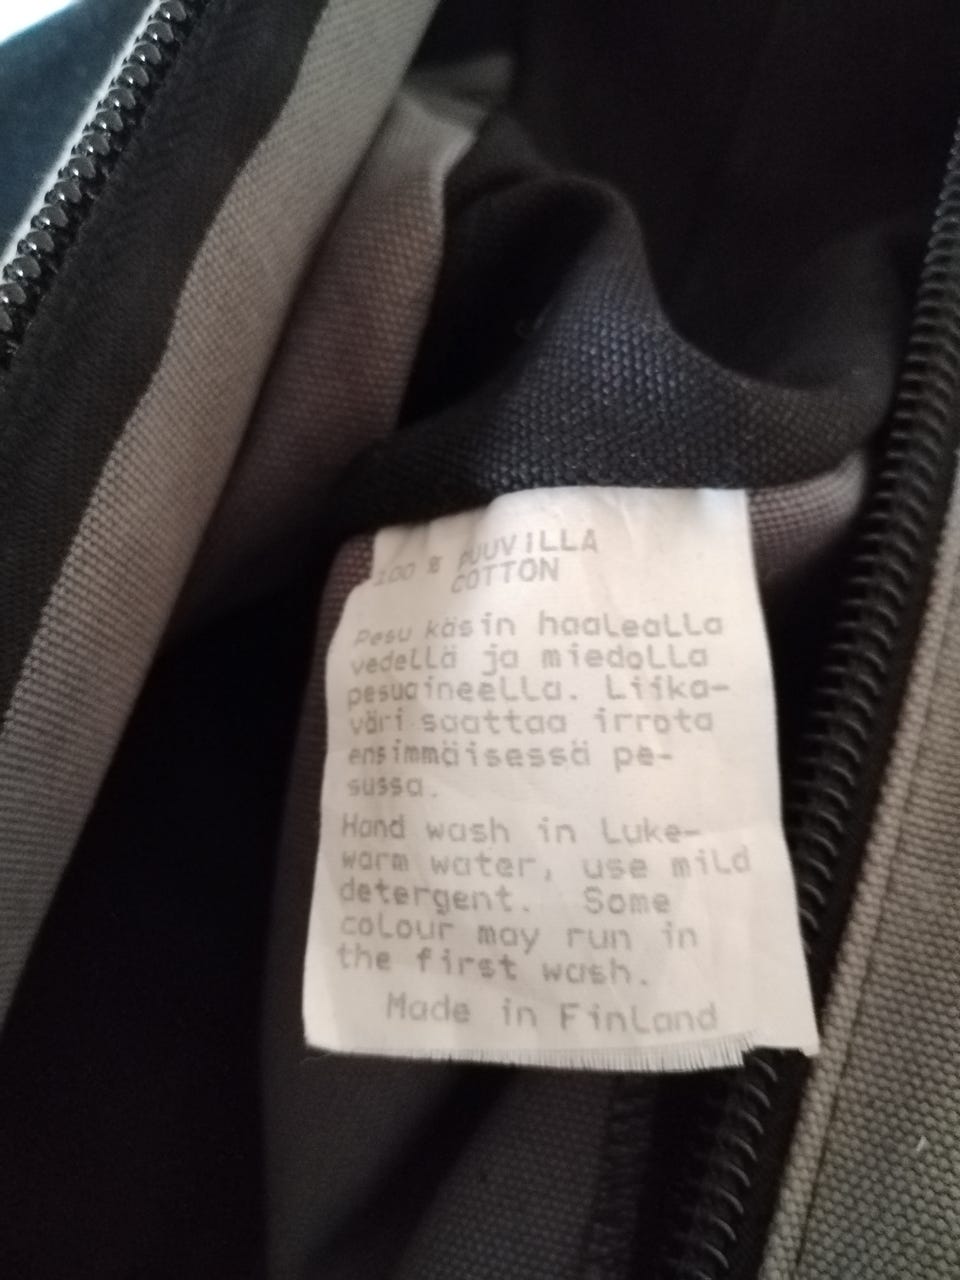 100 % PUUVILLA
COTTON
Pesu käsin haalealla
vedellä ja miedolla
pesuaineella. Liika-
väri saattaa irrota
ensimmäisessä pe-
sussa.
Hand wash in luke-
warm water, use mild
detergent. Some
colour may run in
the first wash.
Made in Finland